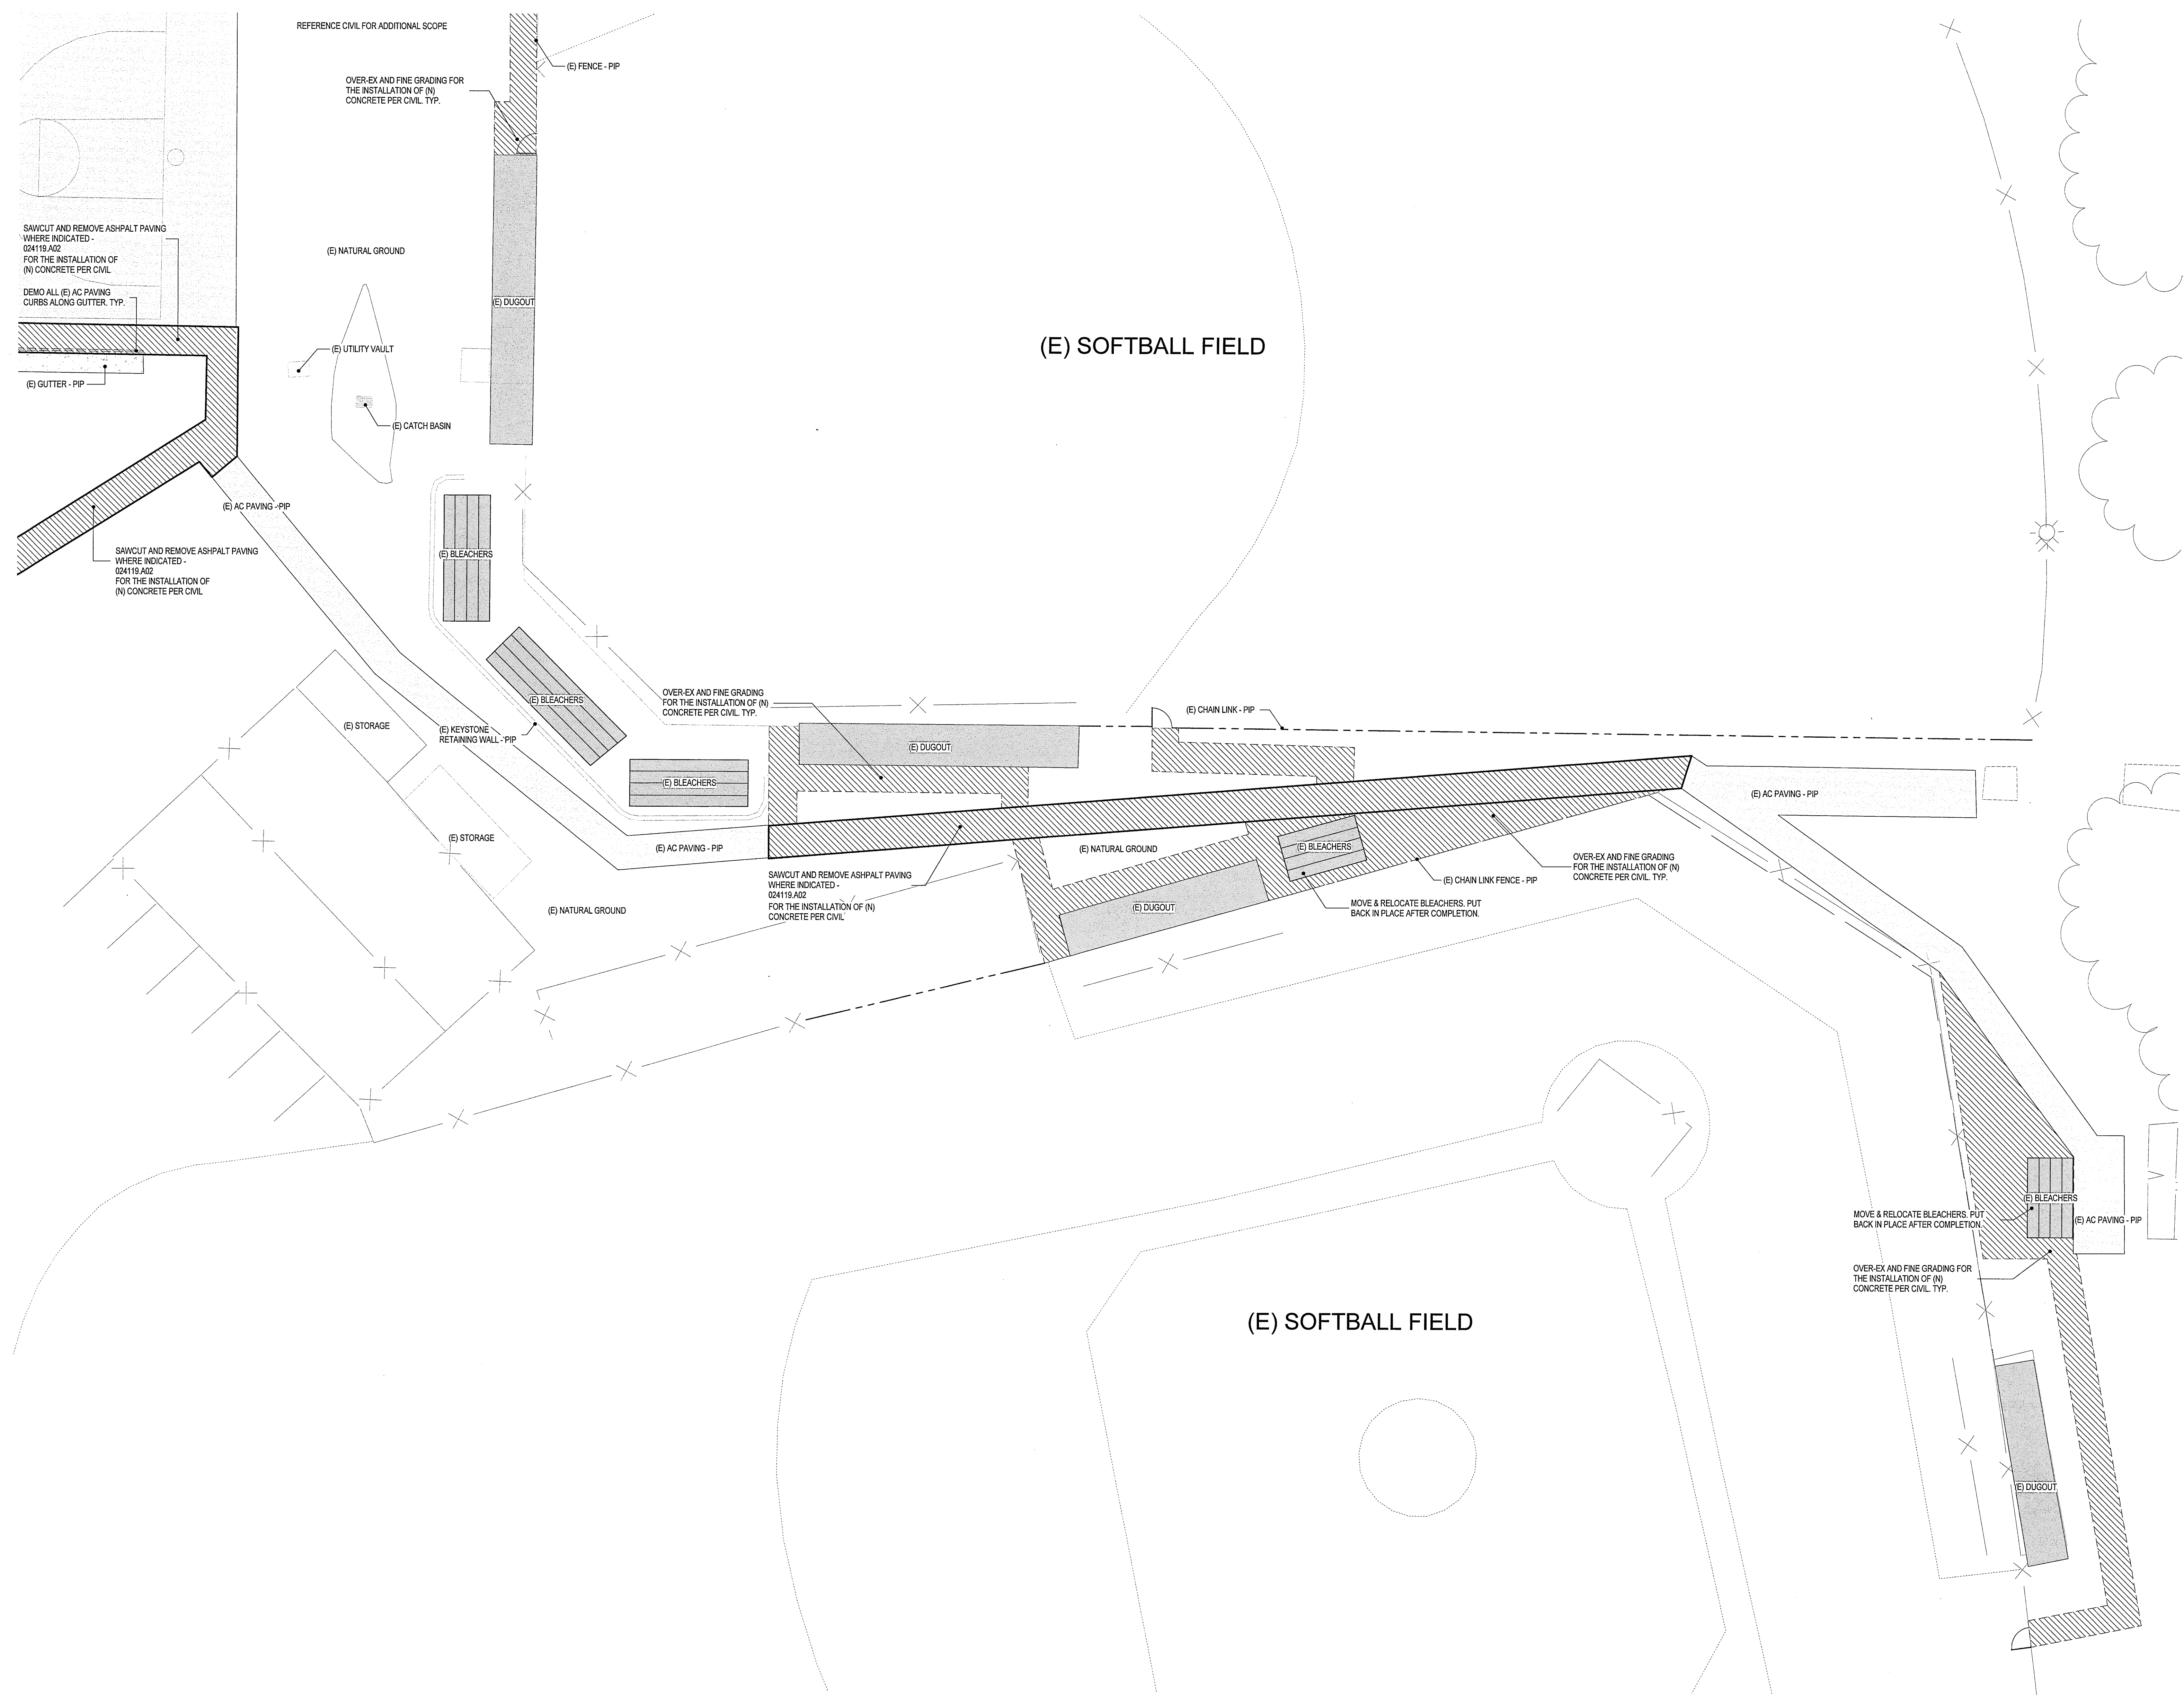 REFERENCE CIVIL FOR ADDITIONAL SCOPE
(E) FENCE - PIP
OVER-EX AND FINE GRADING FOR
THE INSTALLATION OF (N)
CONCRETE PER CIVIL. TYP.
SAWCUT AND REMOVE ASHPALT PAVING
WHERE INDICATED -
024119.A02
FOR THE INSTALLATION OF
(N) CONCRETE PER CIVIL
(E) NATURAL GROUND
DEMO ALL (E) AC PAVING
CURBS ALONG GUTTER. TYP.
(E) DUGOUT
(E) SOFTBALL FIELD
(E) UTILITY VAULT
(E) GUTTER - PIP
(E) CATCH BASIN
(E) AC PAVING - PIP
(E) BLEACHERS
SAWCUT AND REMOVE ASHPALT PAVING
WHERE INDICATED -
024119.A02
FOR THE INSTALLATION OF
(N) CONCRETE PER CIVIL
(E) BLEACHERS
OVER-EX AND FINE GRADING
FOR THE INSTALLATION OF (N)
CONCRETE PER CIVIL. TYP.
(E) CHAIN LINK - PIP
(E) STORAGE
(E) KEYSTONE
RETAINING WALL - PIP
(E) DUGOUT
(E) BLEACHERS
(E) AC PAVING - PIP
(E) STORAGE
(E) AC PAVING - PIP
(E) NATURAL GROUND
(E) BLEACHERS
OVER-EX AND FINE GRADING
FOR THE INSTALLATION OF (N)
CONCRETE PER CIVIL. TYP.
SAWCUT AND REMOVE ASHPALT PAVING
WHERE INDICATED -
024119.A02
FOR THE INSTALLATION OF (N)
CONCRETE PER CIVIL
(E) CHAIN LINK FENCE - PIP
(E) NATURAL GROUND
(E) DUGOUT
MOVE & RELOCATE BLEACHERS. PUT
BACK IN PLACE AFTER COMPLETION.
(E) BLEACHERS
MOVE & RELOCATE BLEACHERS. PUT
BACK IN PLACE AFTER COMPLETION.
(E) AC PAVING - PIP
OVER-EX AND FINE GRADING FOR
THE INSTALLATION OF (N)
CONCRETE PER CIVIL. TYP.
(E) SOFTBALL FIELD
(E) DUGOUT